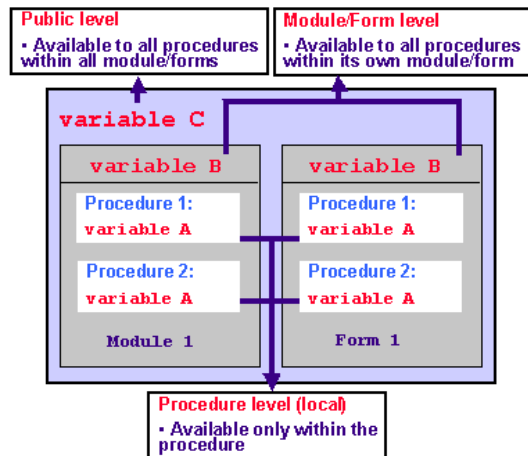 Public level
• Available to all procedures
within all module/forms
Module/Form level
• Available to all procedures
within its own module/form
variable C
variable B
Procedure 1:
variable A
Procedure 2:
variable A
Module 1
variable B
Procedure 1:
variable A
Procedure 2:
variable A
Form 1
Procedure level (local)
• Available only within the
procedure